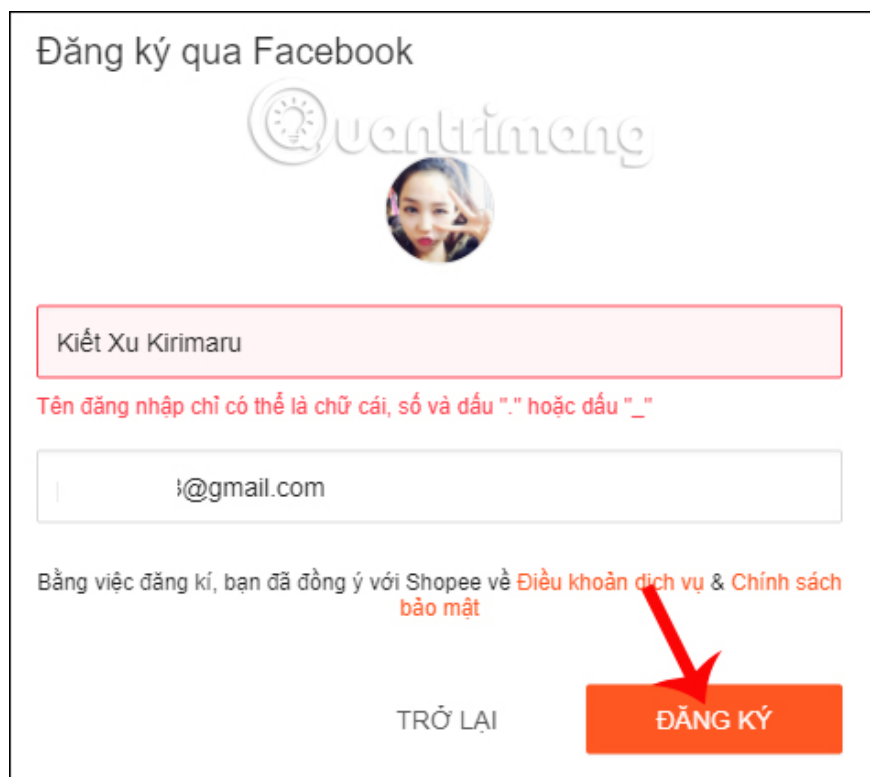 Đăng ký qua Facebook
Quantrimang
Kiết Xu Kirimaru
Tên đăng nhập chỉ có thể là chữ cái, số và dấu "." hoặc dấu "_"
3@gmail.com
Bằng việc đăng kí, bạn đã đồng ý với Shopee về Điều khoản dịch vụ & Chính sách
bảo mật
TRỞ LẠI ĐĂNG KÝ